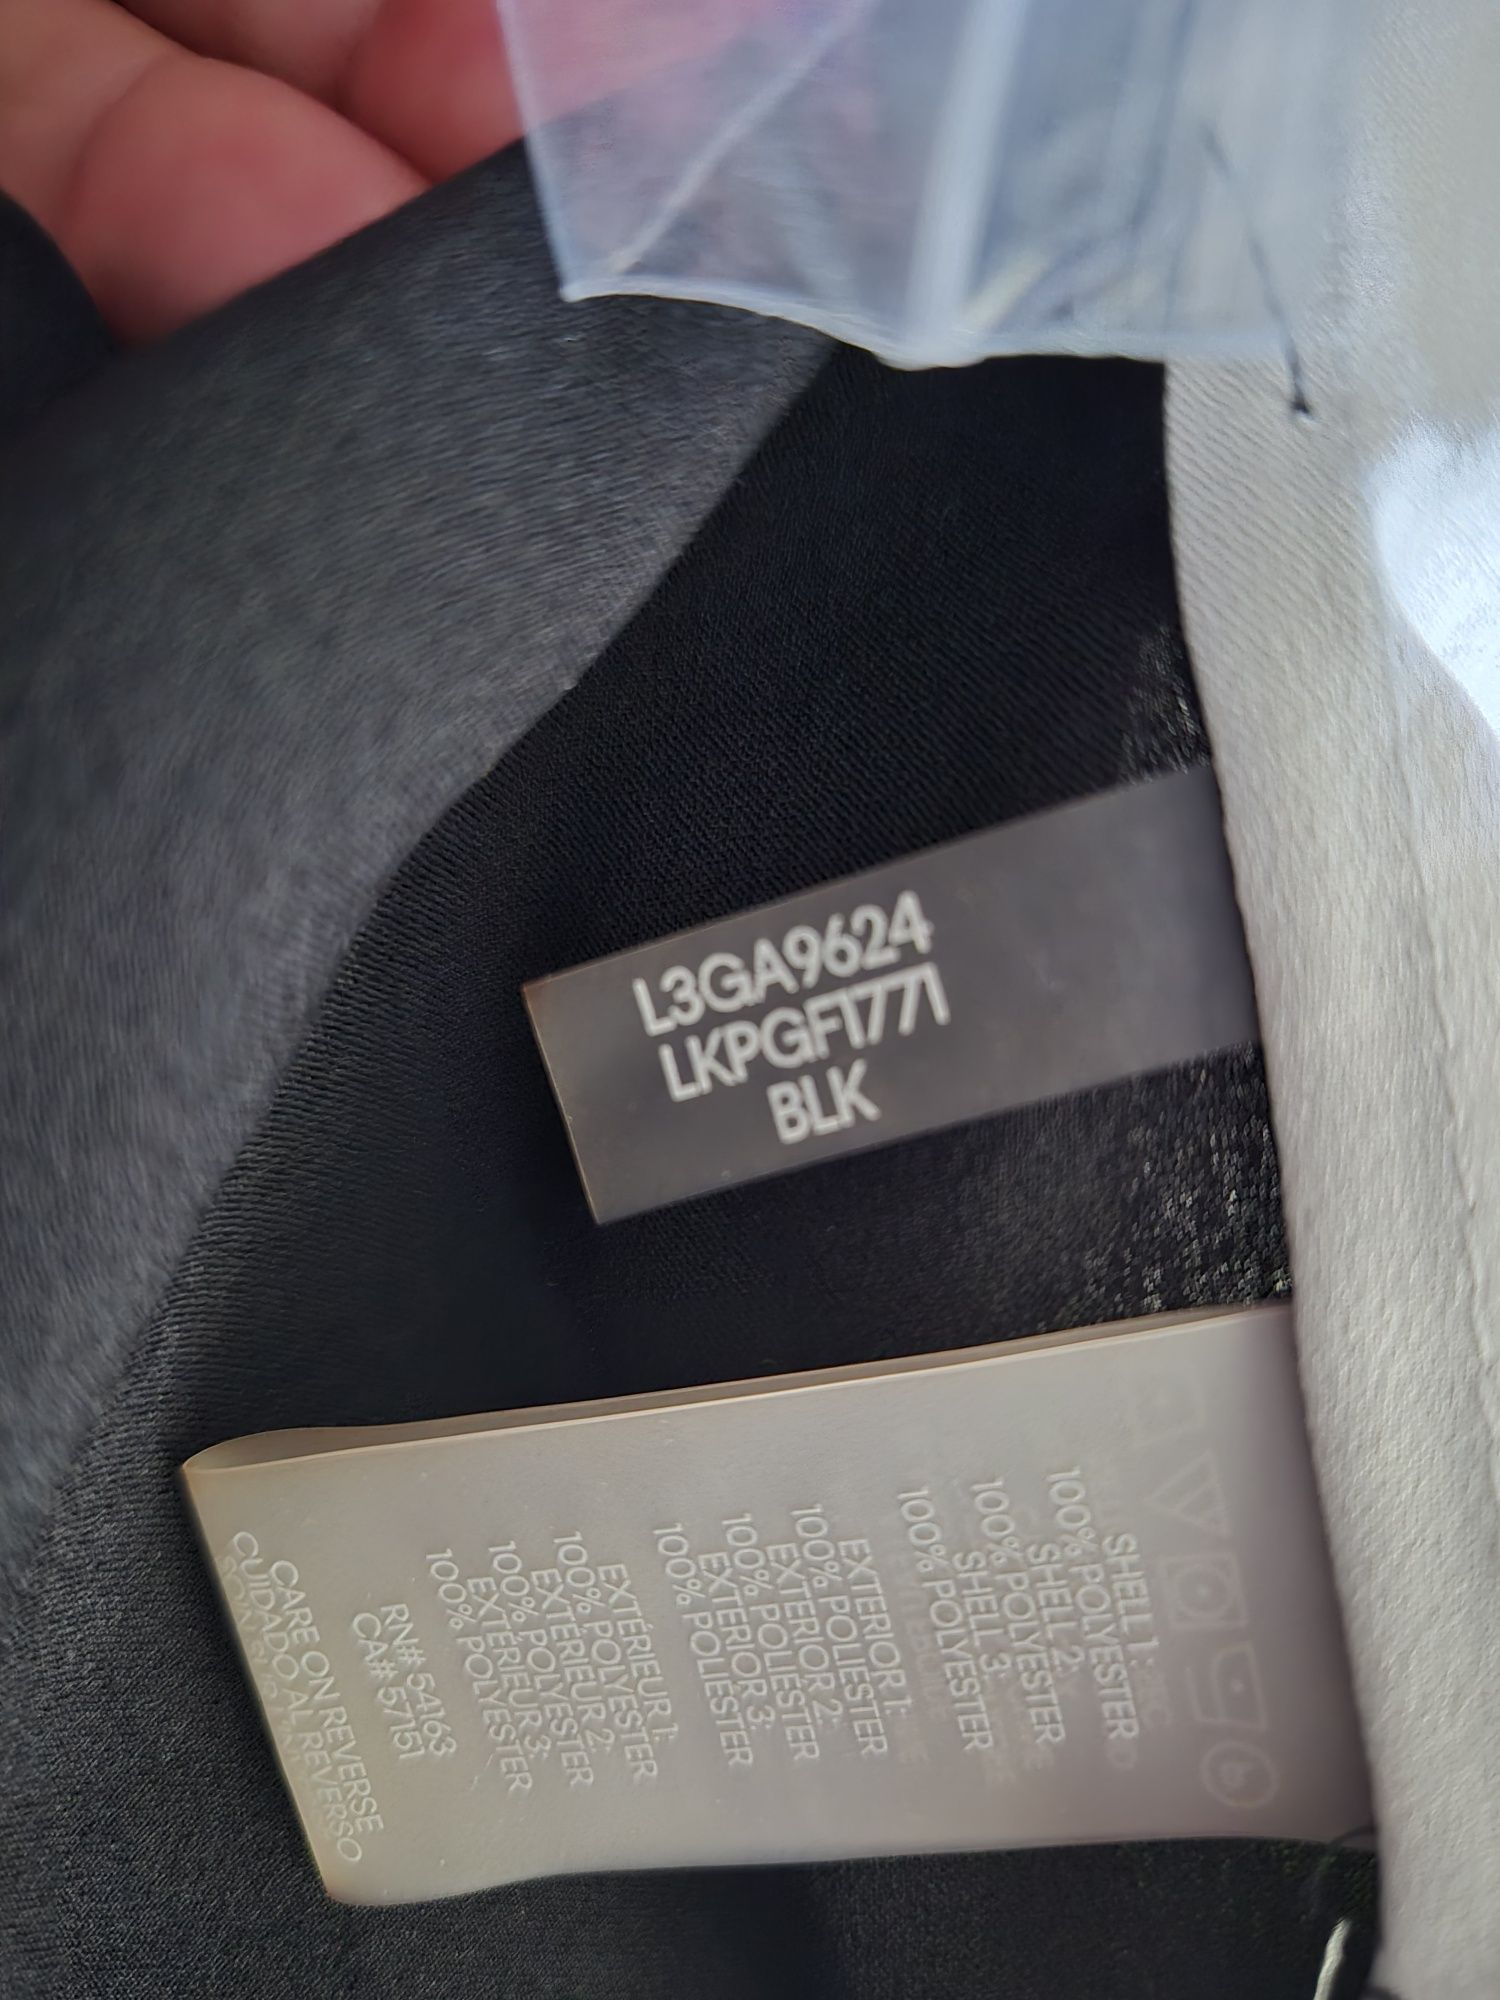 L3GA9624
LKPGF1771
BLK
SHELL 1:
100% POLYESTER
SHELL 2:
100% POLYESTER
SHELL 3:
100% POLYESTER
EXTERIOR 1:
100% POLIESTER
EXTERIOR 2:
100% POLIESTER
EXTERIOR 3:
100% POLIESTER
EXTÉRIEUR 1:
100% POLYESTER
EXTÉRIEUR 2:
100% POLYESTER
EXTÉRIEUR 3:
100% POLYESTER
RN# 54163
CA# 57151
CARE ON REVERSE
CUIDADO AL REVERSO